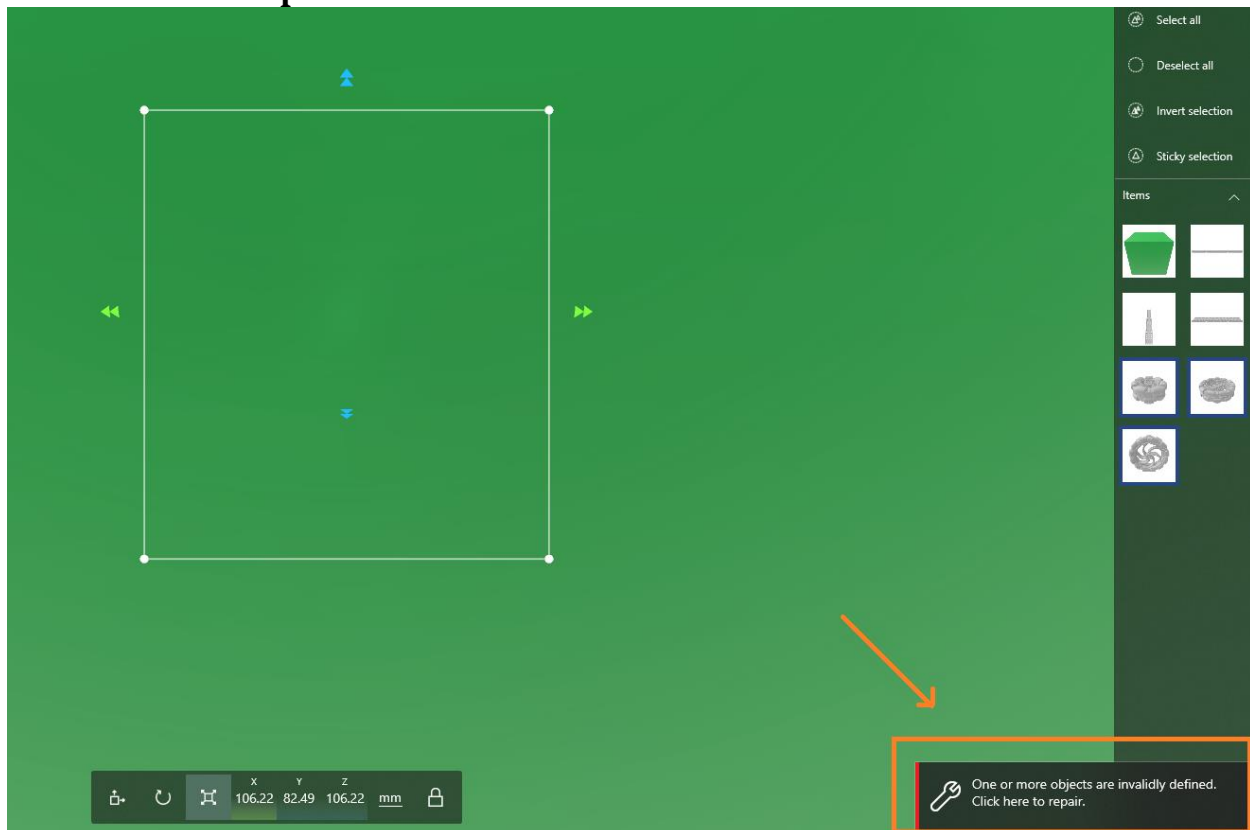 Select all
Deselect all
Invert selection
Sticky selection
Items
X Y Z
106.22 82.49 106.22 mm
One or more objects are invalidly defined.
Click here to repair.